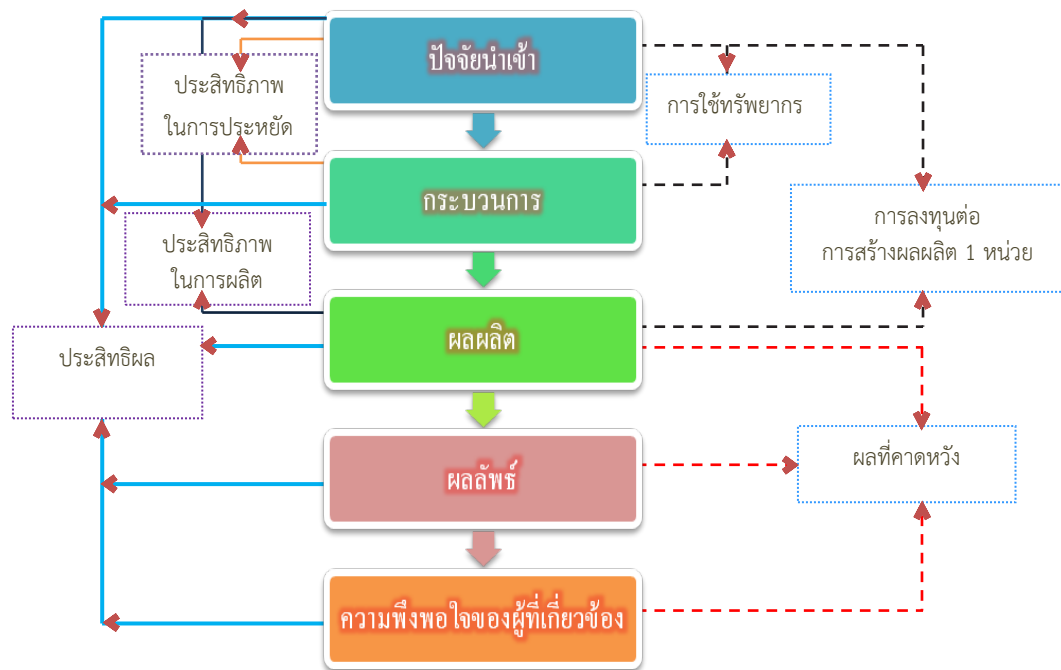 ปัจจัยนำเข้า
ประสิทธิภาพ
ในการประหยัด
การใช้ทรัพยากร
กระบวนการ
ประสิทธิภาพ
ในการผลิต
การลงทุนต่อ
การสร้างผลผลิต 1 หน่วย
ผลผลิต
ประสิทธิผล
ผลลัพธ์
ผลที่คาดหวัง
ความพึงพอใจของผู้ที่เกี่ยวข้อง